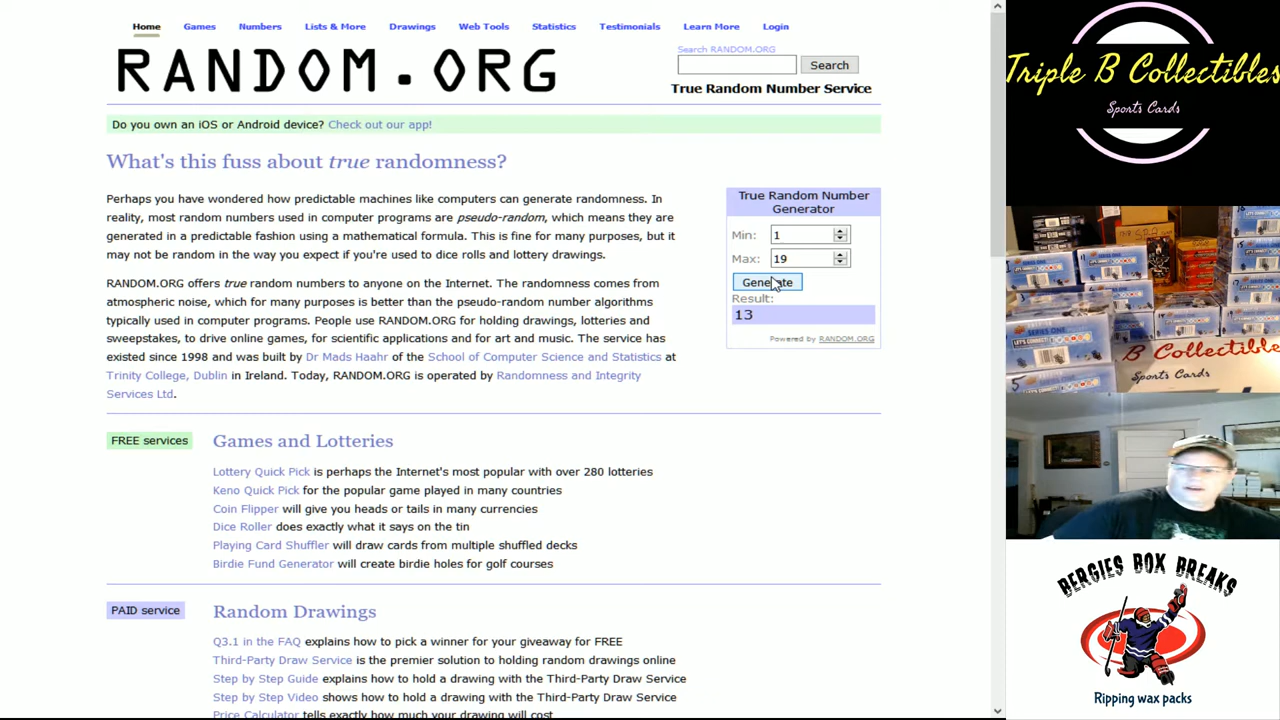 Home Games Numbers Lists & More Drawings Web Tools Statistics Testimonials Learn More Login
RANDOM.ORG
Search RANDOM.ORG
Search
True Random Number Service
Do you own an iOS or Android device? Check out our app!
What's this fuss about true randomness?
Perhaps you have wondered how predictable machines like computers can generate randomness. In
reality, most random numbers used in computer programs are pseudo-random, which means they are
generated in a predictable fashion using a mathematical formula. This is fine for many purposes, but it
may not be random in the way you expect if you're used to dice rolls and lottery drawings.
RANDOM.ORG offers true random numbers to anyone on the Internet. The randomness comes from
atmospheric noise, which for many purposes is better than the pseudo-random number algorithms
typically used in computer programs. People use RANDOM.ORG for holding drawings, lotteries and
sweepstakes, to drive online games, for scientific applications and for art and music. The service has
existed since 1998 and was built by Dr Mads Haahr of the School of Computer Science and Statistics at
Trinity College, Dublin in Ireland. Today, RANDOM.ORG is operated by Randomness and Integrity
Services Ltd.
True Random Number
Generator
Min: 1
Max: 19
Generate
Result:
13
Powered by RANDOM.ORG
FREE services
Games and Lotteries
Lottery Quick Pick is perhaps the Internet's most popular with over 280 lotteries
Keno Quick Pick for the popular game played in many countries
Coin Flipper will give you heads or tails in many currencies
Dice Roller does exactly what it says on the tin
Playing Card Shuffler will draw cards from multiple shuffled decks
Birdie Fund Generator will create birdie holes for golf courses
PAID service
Random Drawings
Q3.1 in the FAQ explains how to pick a winner for your giveaway for FREE
Third-Party Draw Service is the premier solution to holding random drawings online
Step by Step Guide explains how to hold a drawing with the Third-Party Draw Service
Step by Step Video shows how to hold a drawing with the Third-Party Draw Service
Price Calculator tells exactly how much your drawing will cost
Triple B Collectibles
Sports Cards
SERIES ONE
5
B Collectibles
Sports Cards
BERGIES BOX BREAKS
Ripping wax packs